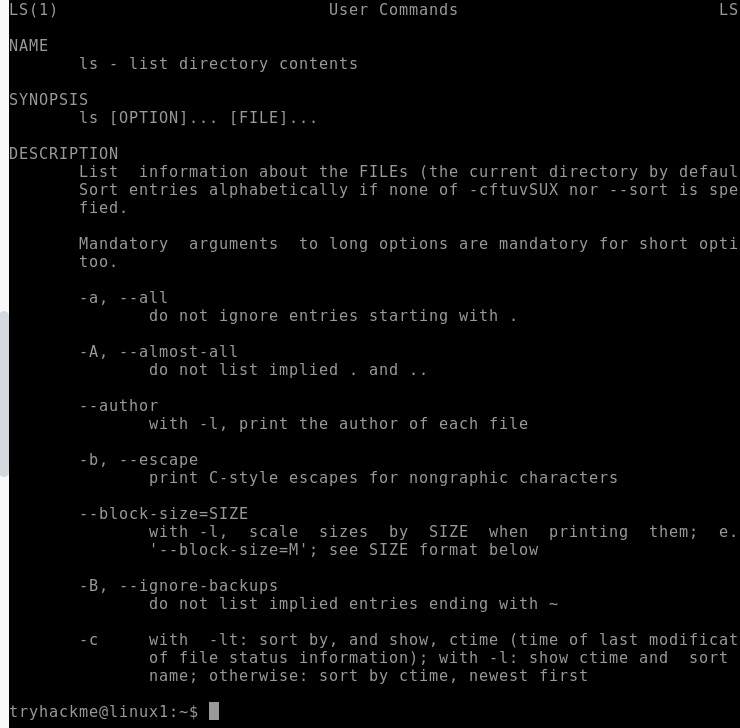 LS(1)                           User Commands                          LS
NAME
       ls - list directory contents
SYNOPSIS
       ls [OPTION]... [FILE]...
DESCRIPTION
       List  information about the FILEs (the current directory by defaul
       Sort entries alphabetically if none of -cftuvSUX nor --sort is spe
       fied.
       Mandatory  arguments  to long options are mandatory for short opti
       too.
       -a, --all
              do not ignore entries starting with .
       -A, --almost-all
              do not list implied . and ..
       --author
              with -l, print the author of each file
       -b, --escape
              print C-style escapes for nongraphic characters
       --block-size=SIZE
              with -l,  scale  sizes  by  SIZE  when  printing  them;  e.
              '--block-size=M'; see SIZE format below
       -B, --ignore-backups
              do not list implied entries ending with ~
       -c     with  -lt: sort by, and show, ctime (time of last modificat
              of file status information); with -l: show ctime and  sort
              name; otherwise: sort by ctime, newest first
tryhackme@linux1:~$